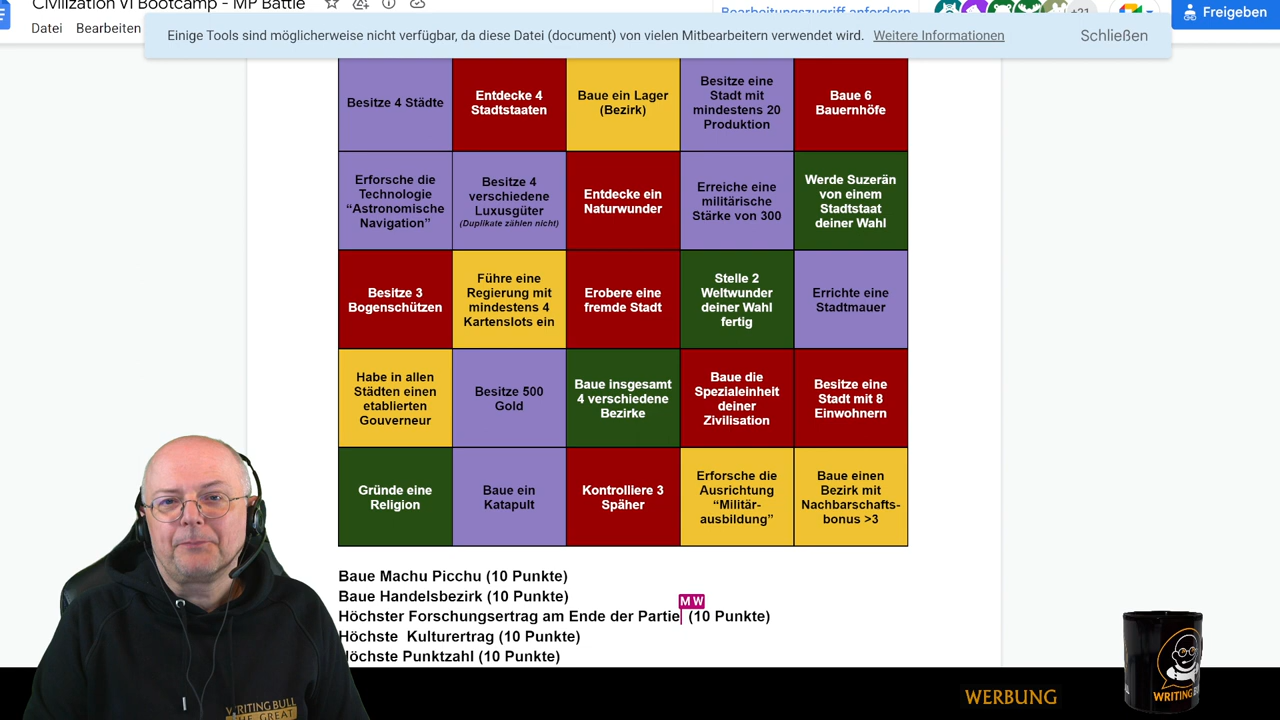 Civilization VI Bootcamp - MP Battle
Bearbeitungszugriff anfordern
+21
Freigeben
Datei Bearbeiten
Einige Tools sind möglicherweise nicht verfügbar, da diese Datei (document) von vielen Mitbearbeitern verwendet wird. Weitere Informationen Schließen
Besitze 4 Städte
Entdecke 4
Stadtstaaten
Baue ein Lager
(Bezirk)
Besitze eine
Stadt mit
mindestens 20
Produktion
Baue 6
Bauernhöfe
Erforsche die
Technologie
“Astronomische
Navigation”
Besitze 4
verschiedene
Luxusgüter
(Duplikate zählen nicht)
Entdecke ein
Naturwunder
Erreiche eine
militärische
Stärke von 300
Werde Suzerän
von einem
Stadtstaat
deiner Wahl
Besitze 3
Bogenschützen
Führe eine
Regierung mit
mindestens 4
Kartenslots ein
Erobere eine
fremde Stadt
Stelle 2
Weltwunder
deiner Wahl
fertig
Errichte eine
Stadtmauer
Habe in allen
Städten einen
etablierten
Gouverneur
Besitze 500
Gold
Baue insgesamt
4 verschiedene
Bezirke
Baue die
Spezialeinheit
deiner
Zivilisation
Besitze eine
Stadt mit 8
Einwohnern
Gründe eine
Religion
Baue ein
Katapult
Kontrolliere 3
Späher
Erforsche die
Ausrichtung
“Militär-
ausbildung”
Baue einen
Bezirk mit
Nachbarschafts-
bonus >3
Baue Machu Picchu (10 Punkte)
Baue Handelsbezirk (10 Punkte)
M W
Höchster Forschungsertrag am Ende der Partie (10 Punkte)
Höchste Kulturertrag (10 Punkte)
Höchste Punktzahl (10 Punkte)
WRITING BULL
THE GREAT
WERBUNG
WRITING